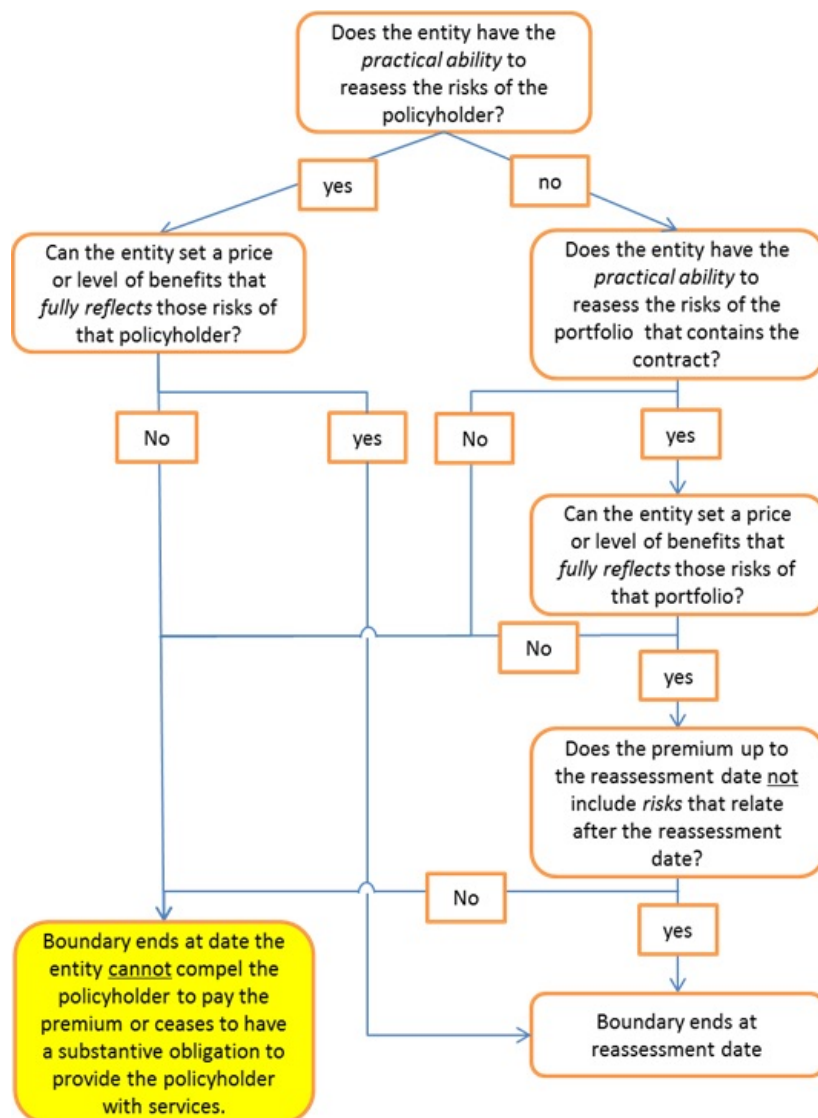 Does the entity have the
practical ability to
reasess the risks of the
policyholder?
yes
no
Can the entity set a price
or level of benefits that
fully reflects those risks of
that policyholder?
Does the entity have the
practical ability to
reasess the risks of the
portfolio that contains the
contract?
No
yes
No
yes
Can the entity set a price
or level of benefits that
fully reflects those risks of
that portfolio?
No
yes
Does the premium up to
the reassessment date not
include risks that relate
after the reassessment
date?
No
yes
Boundary ends at date the
entity cannot compel the
policyholder to pay the
premium or ceases to have
a substantive obligation to
provide the policyholder
with services.
Boundary ends at
reassessment date